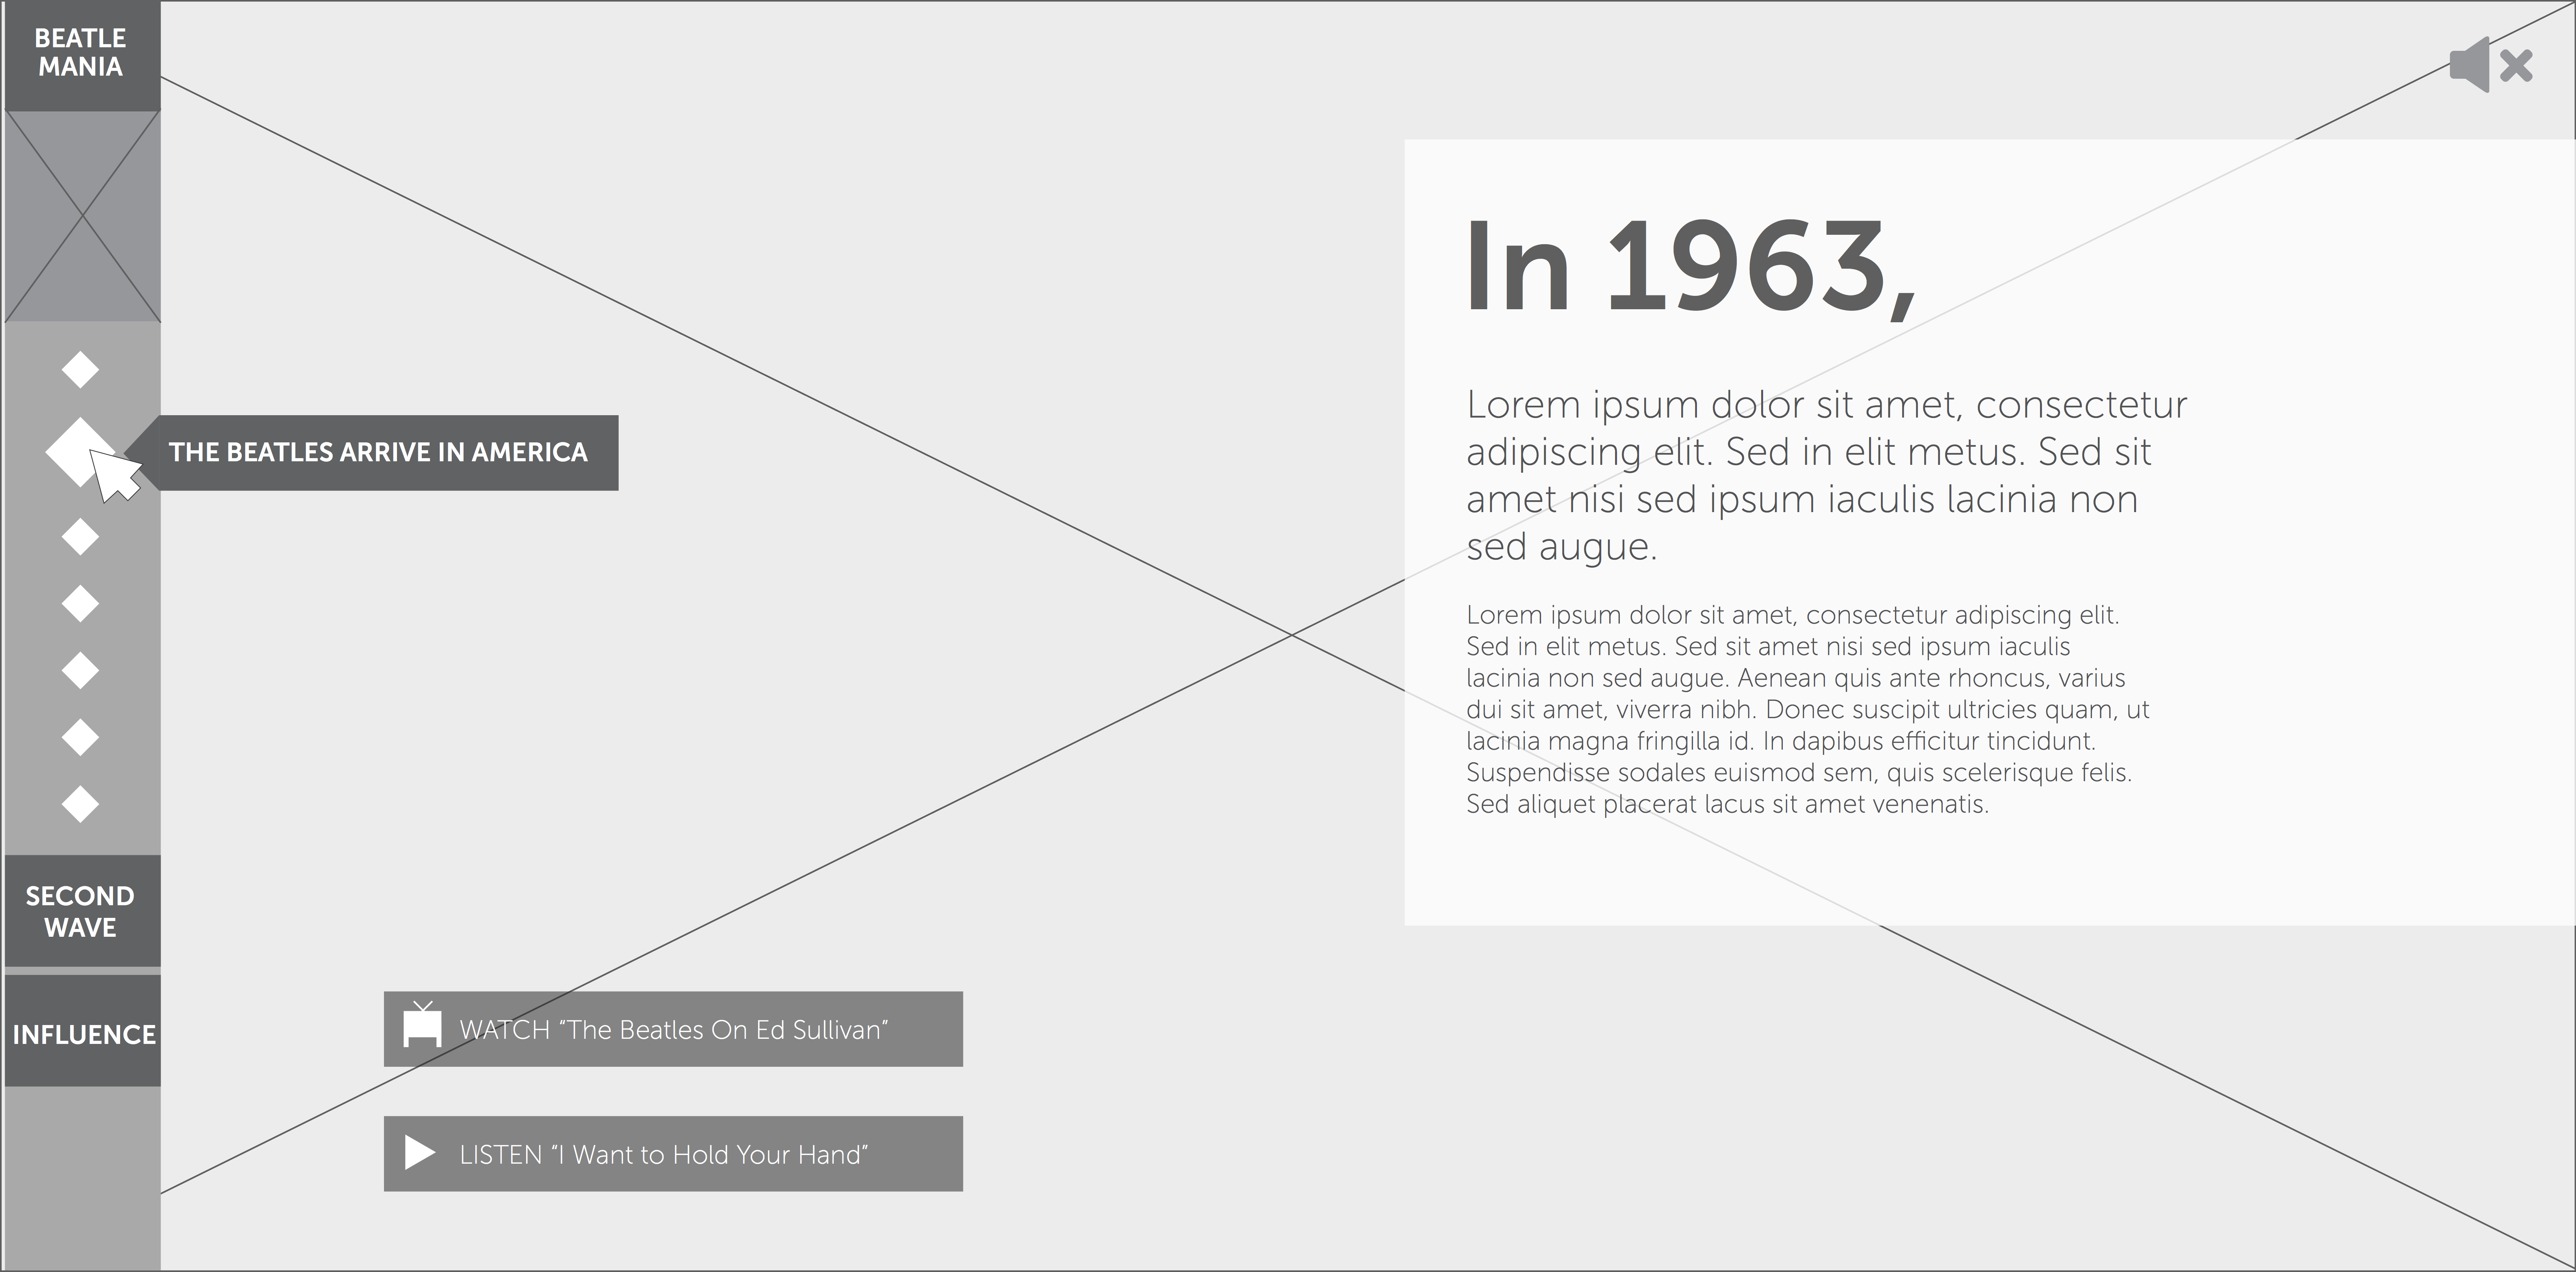 BEATLE
MANIA
THE BEATLES ARRIVE IN AMERICA
SECOND
WAVE
INFLUENCE
In 1963,
Lorem ipsum dolor sit amet, consectetur
adipiscing elit. Sed in elit metus. Sed sit
amet nisi sed ipsum iaculis lacinia non
sed augue.
Lorem ipsum dolor sit amet, consectetur adipiscing elit.
Sed in elit metus. Sed sit amet nisi sed ipsum iaculis
lacinia non sed augue. Aenean quis ante rhoncus, varius
dui sit amet, viverra nibh. Donec suscipit ultricies quam, ut
lacinia magna fringilla id. In dapibus efficitur tincidunt.
Suspendisse sodales euismod sem, quis scelerisque felis.
Sed aliquet placerat lacus sit amet venenatis.
WATCH “The Beatles On Ed Sullivan”
LISTEN “I Want to Hold Your Hand”